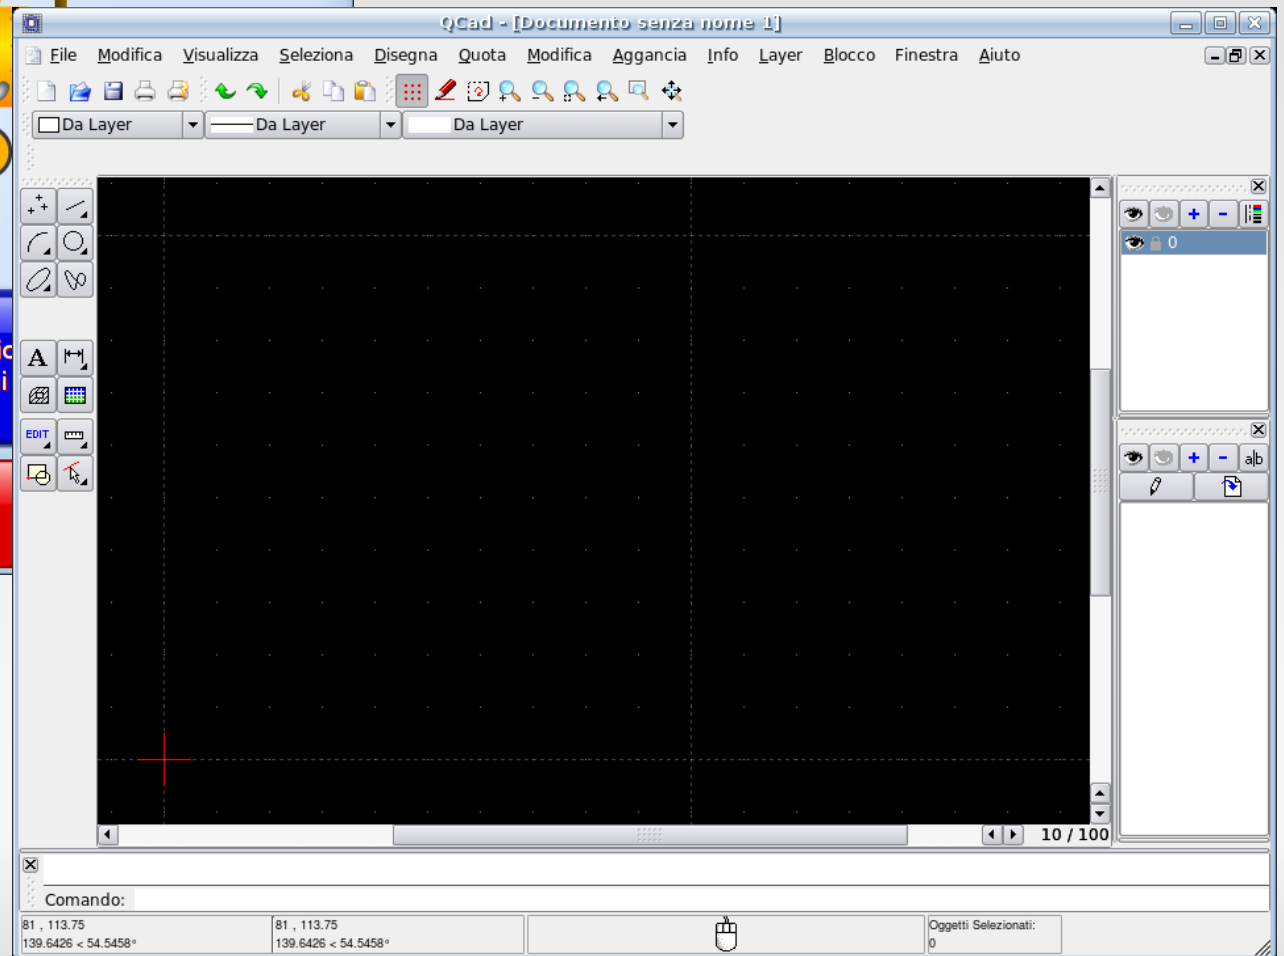 QCad - [Documento senza nome 1]
File Modifica Visualizza Seleziona Disegna Quota Modifica Aggancia Info Layer Blocco Finestra Aiuto
Da Layer Da Layer Da Layer
0
A
EDIT
a|b
10 / 100
Comando:
81 , 113.75 81 , 113.75 Oggetti Selezionati:
139.6426 < 54.5458° 139.6426 < 54.5458° 0